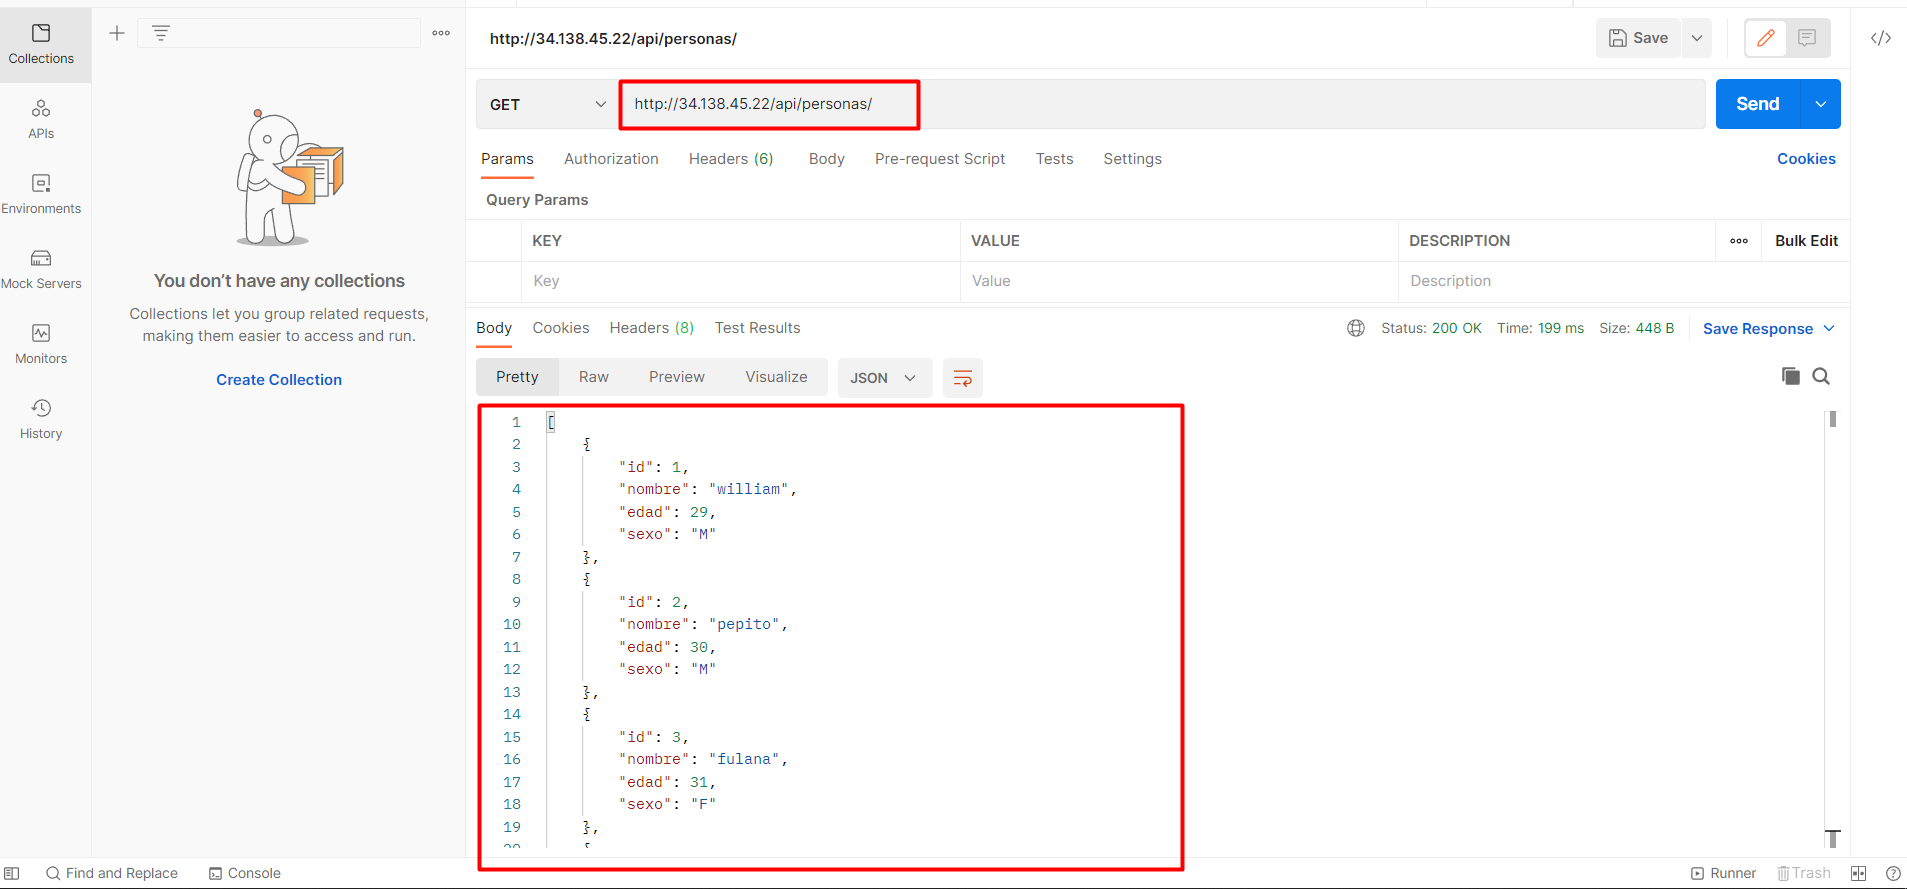 Collections
APIs
Environments
Mock Servers
Monitors
History
You don't have any collections
Collections let you group related requests,
making them easier to access and run.
Create Collection
http://34.138.45.22/api/personas/
Save
GET
http://34.138.45.22/api/personas/
Send
Params Authorization Headers (6) Body Pre-request Script Tests Settings Cookies
Query Params
KEY VALUE DESCRIPTION Bulk Edit
Key Value Description
Body Cookies Headers (8) Test Results Status: 200 OK Time: 199 ms Size: 448 B Save Response
Pretty Raw Preview Visualize JSON
1 [
2 {
3 "id": 1,
4 "nombre": "william",
5 "edad": 29,
6 "sexo": "M"
7 },
8 {
9 "id": 2,
10 "nombre": "pepito",
11 "edad": 30,
12 "sexo": "M"
13 },
14 {
15 "id": 3,
16 "nombre": "fulana",
17 "edad": 31,
18 "sexo": "F"
19 },
20 {
Find and Replace Console Runner Trash